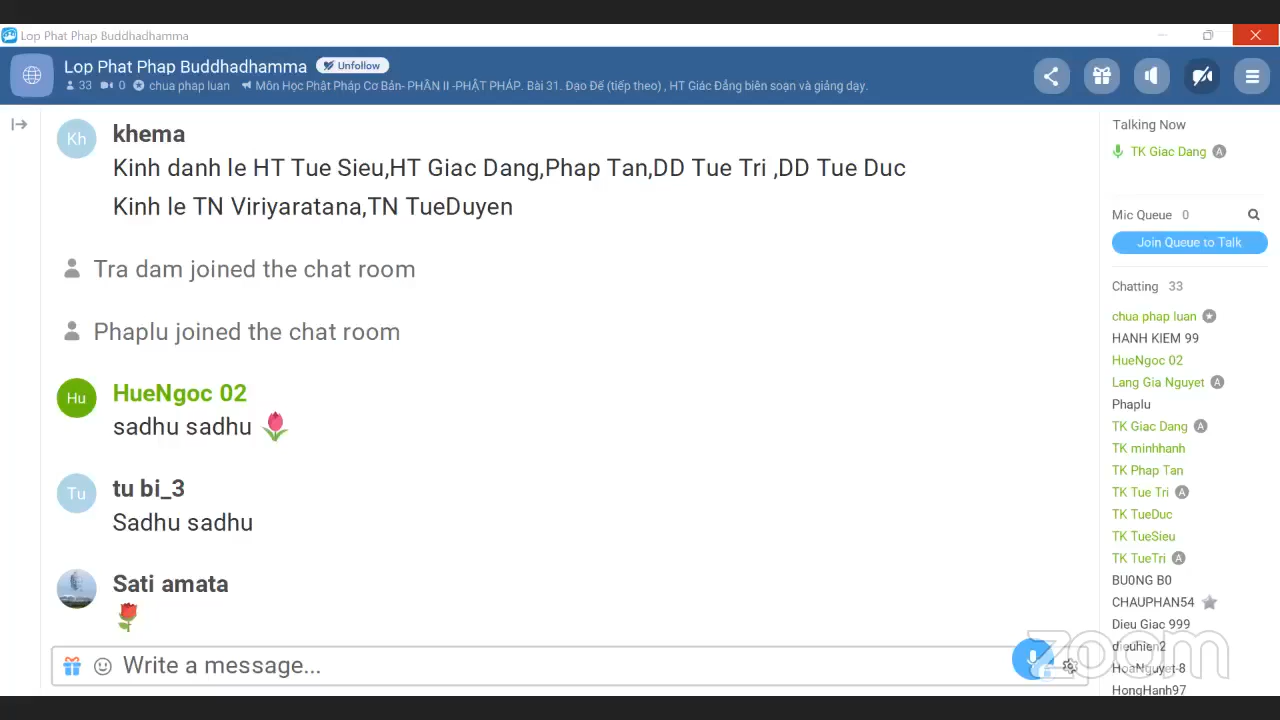 Lop Phat Phap Buddhadhamma
Lop Phat Phap Buddhadhamma
Unfollow
33 0 chua phap luan Môn Học Phật Pháp Cơ Bản- PHẦN II -PHẬT PHÁP. Bài 31. Đạo Đế (tiếp theo) , HT Giác Đẳng biên soạn và giảng dạy.
Kh
khema
Kinh danh le HT Tue Sieu,HT Giac Dang,Phap Tan,DD Tue Tri ,DD Tue Duc
Kinh le TN Viriyaratana,TN TueDuyen
Tra dam joined the chat room
Phaplu joined the chat room
Hu
HueNgoc 02
sadhu sadhu 🌷
Tu
tu bi_3
Sadhu sadhu
Sati amata
🌹
Write a message...
Talking Now
TK Giac Dang A
Mic Queue 0
Join Queue to Talk
Chatting 33
chua phap luan
HANH KIEM 99
HueNgoc 02
Lang Gia Nguyet A
Phaplu
TK Giac Dang A
TK minhhanh
TK Phap Tan
TK Tue Tri A
TK TueDuc
TK TueSieu
TK TueTri A
BU0NG B0
CHAUPHAN54
Dieu Giac 999
dieuhien2
HoaNguyet-8
HongHanh97
zoom